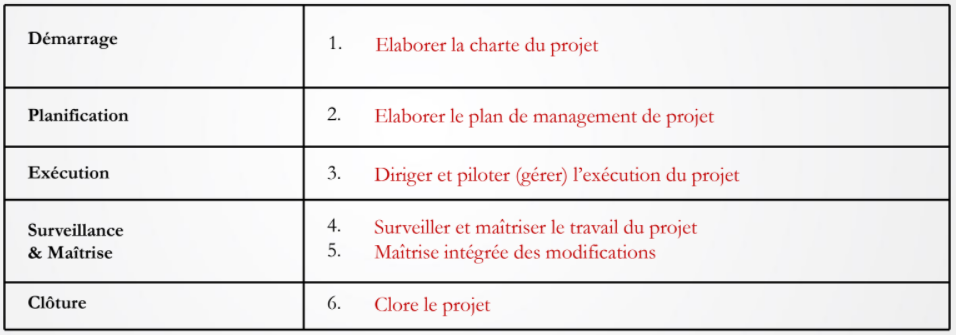 Démarrage
1. Elaborer la charte du projet
Planification
2. Elaborer le plan de management de projet
Exécution
3. Diriger et piloter (gérer) l'exécution du projet
Surveillance
& Maîtrise
4. Surveiller et maîtriser le travail du projet
5. Maîtrise intégrée des modifications
Clôture
6. Clore le projet